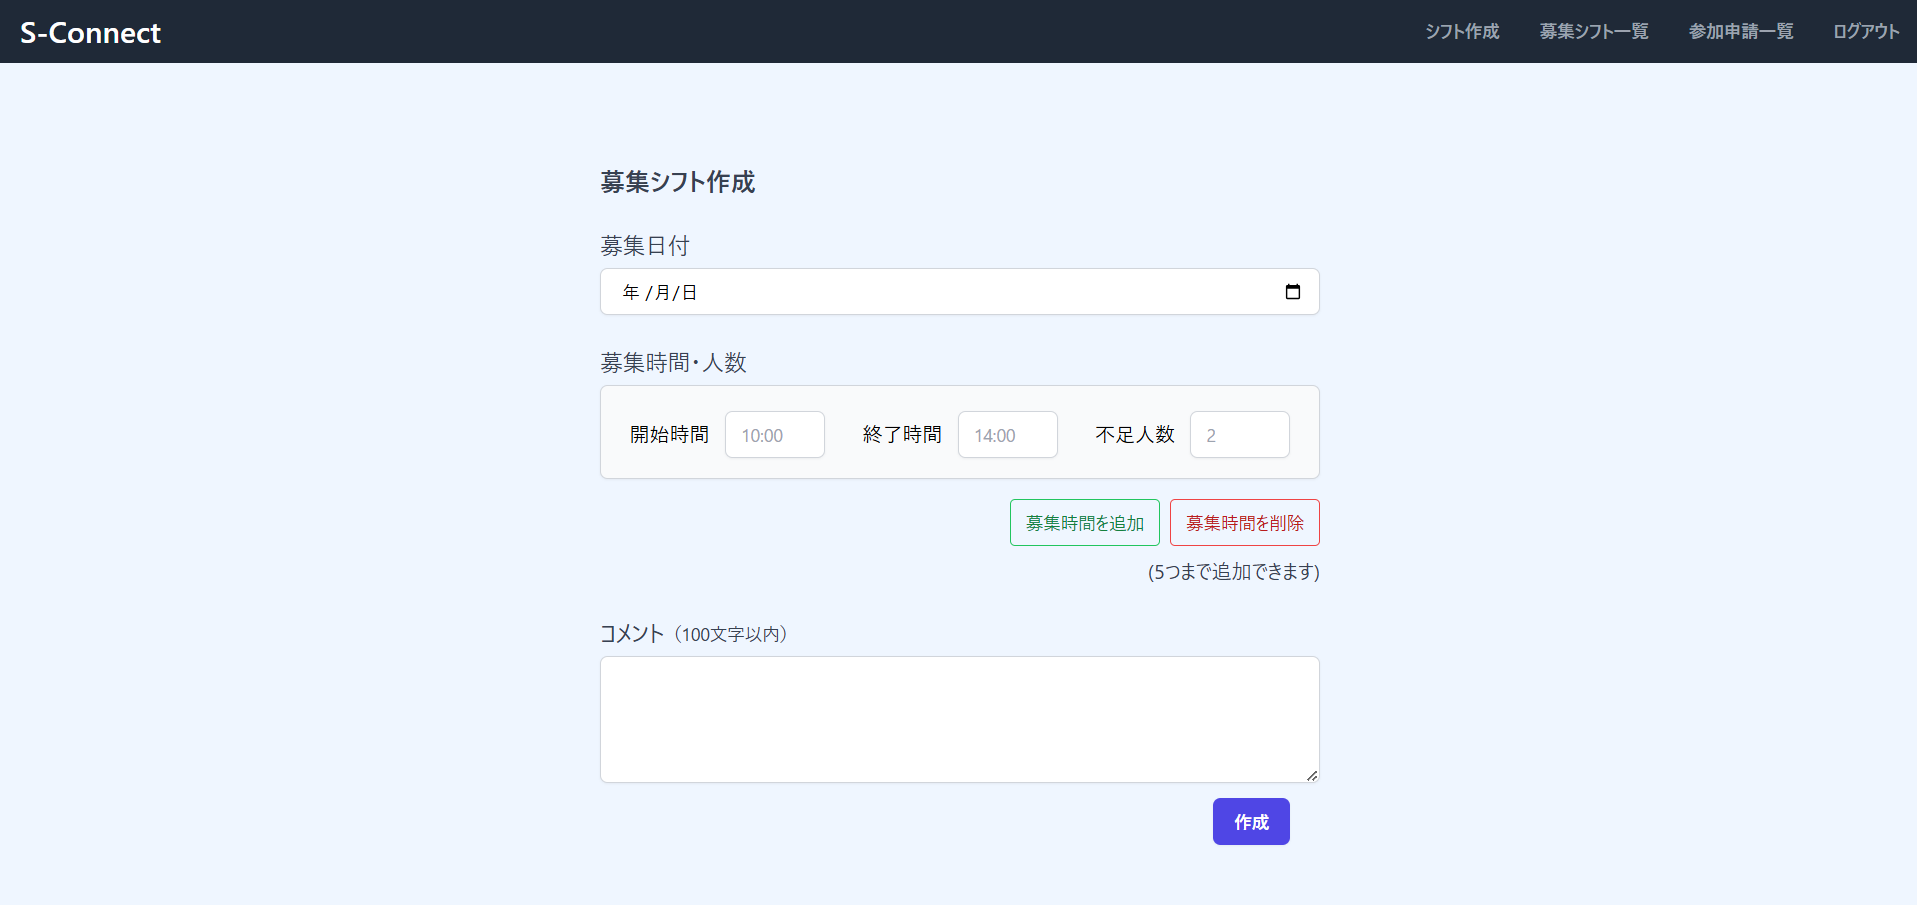 S-Connect シフト作成 募集シフト一覧 参加申請一覧 ログアウト
募集シフト作成
募集日付
年 /月/日
募集時間・人数
開始時間 10:00 終了時間 14:00 不足人数 2
募集時間を追加 募集時間を削除
(5つまで追加できます)
コメント（100文字以内）
作成